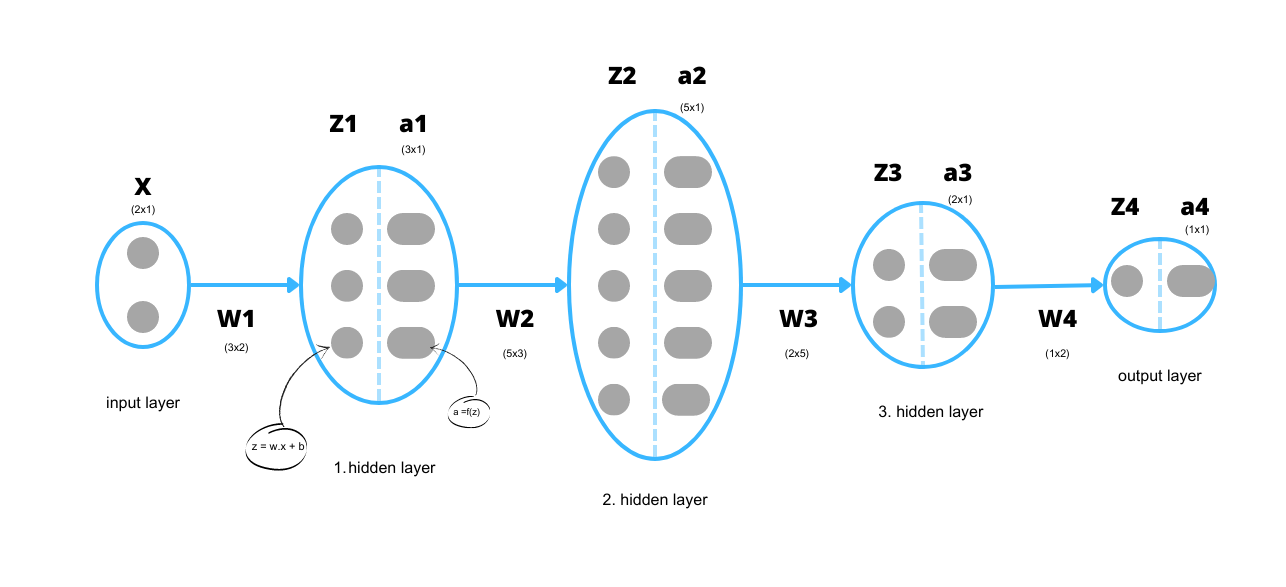 X
(2x1)
input layer
W1
(3x2)
Z1 a1
(3x1)
z = w.x + b
a =f(z)
1.hidden layer
W2
(5x3)
Z2 a2
(5x1)
2. hidden layer
W3
(2x5)
Z3 a3
(2x1)
3. hidden layer
W4
(1x2)
Z4 a4
(1x1)
output layer